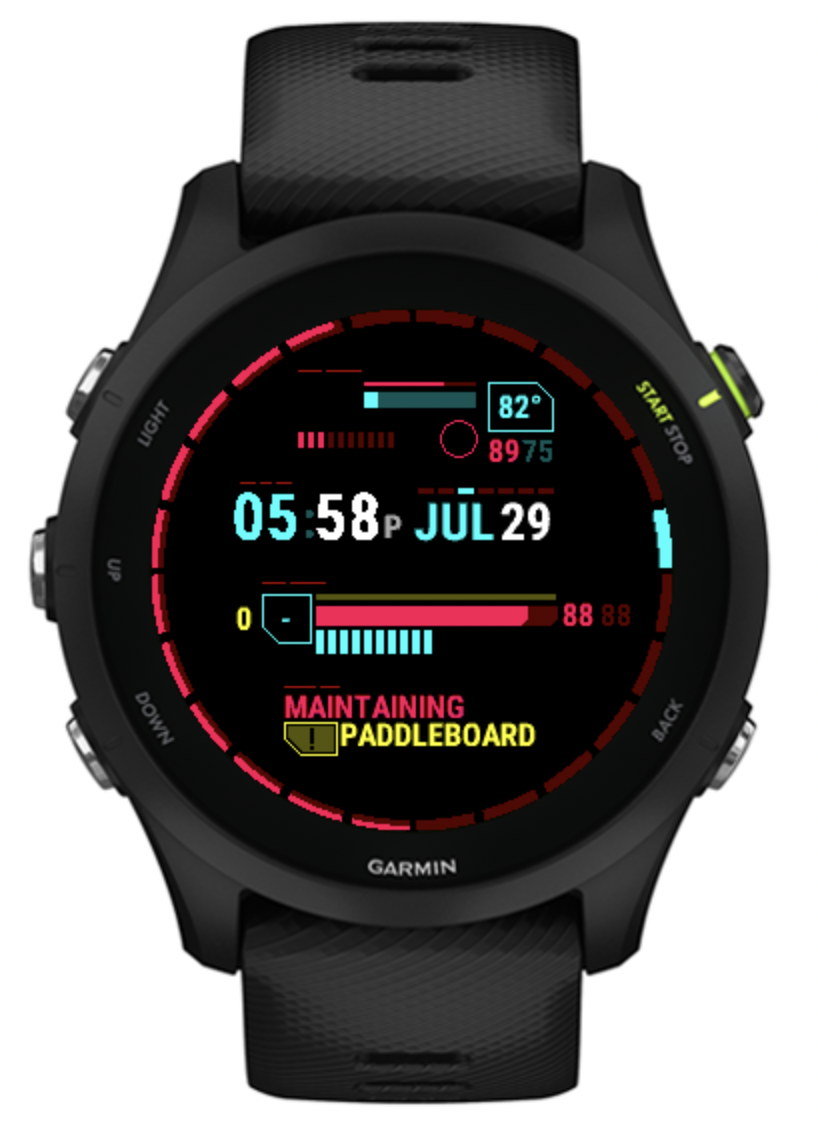 82°
8975
05:58P JUL29
0 - 88 88
MAINTAINING
! PADDLEBOARD
LIGHT
START STOP
UP
DOWN
BACK
GARMIN